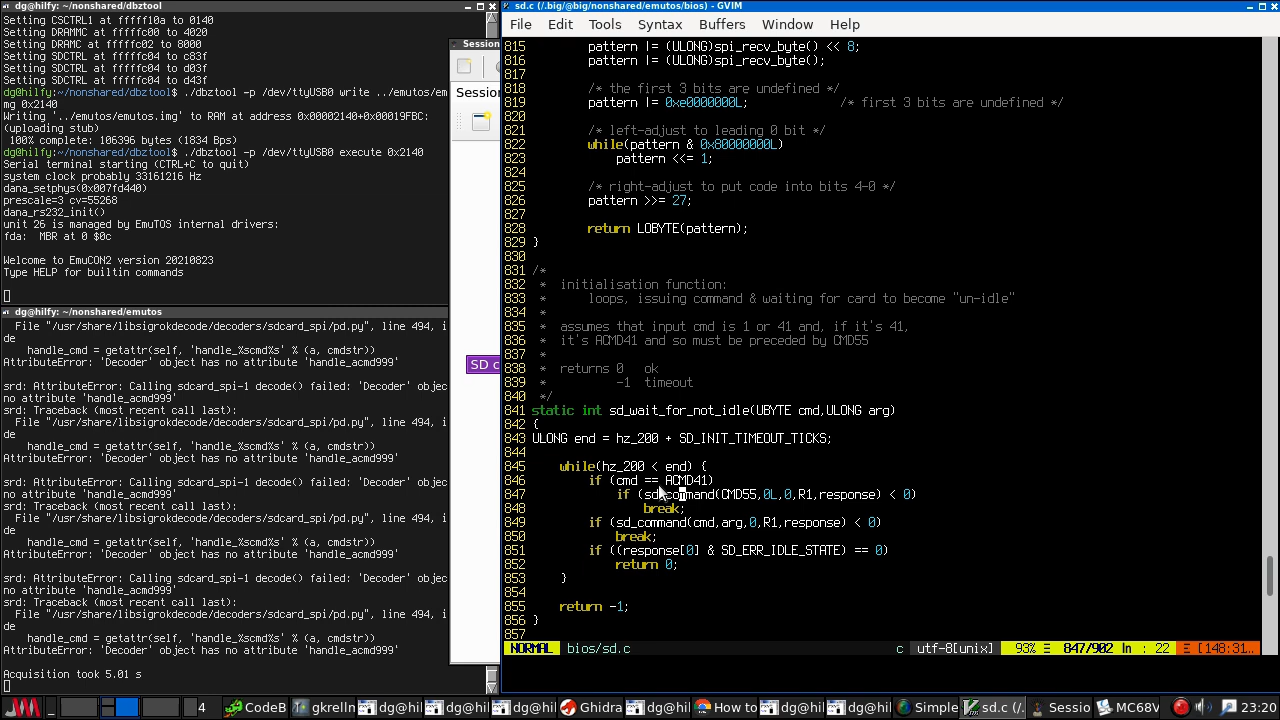 dg@hilfy:~/nonshared/dbztool
Setting CSCTRL1 at fffff10a to 0140
Setting DRAMMC at fffffc00 to 4020
Setting DRAMC at fffffc02 to 8005
Setting SDCTRL at fffffc04 to c83f
Setting SDCTRL at fffffc04 to d03f
Setting SDCTRL at fffffc04 to d43f
dg@hilfy:~/nonshared/dbztool$ ./dbztool -p /dev/ttyUSB0 write ../emutos/em
mg 0x2140
Writing '../emutos/emutos.img' at at address 0x00002140+0x00019FBC:
(uploading stub)
100% complete: 106428 bytes (
dg@hilfy:~/nonshared/dbztool$ ./dbztool -p /dev/ttyUSB0 execute 0x2140
Serial terminal starting (CTRL+C to quit)
system clock probably 33161216 Hz
dana_setphys(0x007fd440)
prescale=3 cv=55268
dana_rs232_init()
unit 26 is managed by EmuTOS internal drivers:
fda:  MBR at 0 $0c
Welcome to EmuCON2 version 20210823
Type HELP for builtin commands
dg@hilfy:~/nonshared/emutos
File "/usr/share/libsigrokdecode/decoders/sdcard_spi/pd.py", line 494, i
de
handle_cmd = getattr(self, 'handle_%scmd%s' % (a, cmdstr))
AttributeError: 'Decoder' object has no attribute 'handle_acmd999'
srd: AttributeError: Calling sdcard_spi-1 decode() failed: 'Decoder' objec
no attribute 'handle_acmd999'
srd: Traceback (most recent call last):
File "/usr/share/libsigrokdecode/decoders/sdcard_spi/pd.py", line 494, i
de
handle_cmd = getattr(self, 'handle_%scmd%s' % (a, cmdstr))
AttributeError: 'Decoder' object has no attribute 'handle_acmd999'
srd: AttributeError: Calling sdcard_spi-1 decode() failed: 'Decoder' objec
no attribute 'handle_acmd999'
srd: Traceback (most recent call last):
File "/usr/share/libsigrokdecode/decoders/sdcard_spi/pd.py", line 494, i
de
handle_cmd = getattr(self, 'handle_%scmd%s' % (a, cmdstr))
AttributeError: 'Decoder' object has no attribute 'handle_acmd999'
srd: AttributeError: Calling sdcard_spi-1 decode() failed: 'Decoder' objec
no attribute 'handle_acmd999'
srd: Traceback (most recent call last):
File "/usr/share/libsigrokdecode/decoders/sdcard_spi/pd.py", line 494, i
de
handle_cmd = getattr(self, 'handle_%scmd%s' % (a, cmdstr))
AttributeError: 'Decoder' object has no attribute 'handle_acmd999'
Acquisition took 5.01 s
Session
Session
SD c
sd.c (/.big/@big/nonshared/emutos/bios) - GVIM
File Edit Tools Syntax Buffers Window Help
815 pattern |= (ULONG)spi_recv_byte() << 8;
816 pattern |= (ULONG)spi_recv_byte();
817
818 /* the first 3 bits are undefined */
819 pattern |= 0xe0000000L; /* first 3 bits are undefined */
820
821 /* left-adjust to leading 0 bit */
822 while(pattern & 0x80000000L)
823 pattern <<= 1;
824
825 /* right-adjust to put code into bits 4-0 */
826 pattern >>= 27;
827
828 return LOBYTE(pattern);
829 }
830
831 /*
832 * initialisation function:
833 * loops, issuing command & waiting for card to become "un-idle"
834 *
835 * assumes that input cmd is 1 or 41 and, if it's 41,
836 * it's ACMD41 and so must be preceded by CMD55
837 *
838 * returns 0 ok
839 * -1 timeout
840 */
841 static int sd_wait_for_not_idle(UBYTE cmd,ULONG arg)
842 {
843 ULONG end = hz_200 + SD_INIT_TIMEOUT_TICKS;
844
845 while(hz_200 < end) {
846 if (cmd == ACMD41)
847 if (sd_command(CMD55,0L,0,R1,response) < 0)
848 break;
849 if (sd_command(cmd,arg,0,R1,response) < 0)
850 break;
851 if ((response[0] & SD_ERR_IDLE_STATE) == 0)
852 return 0;
853 }
854
855 return -1;
856 }
857
NORMAL bios/sd.c c utf-8[unix] 93% Ξ 847/902 ln : 22 Ξ [148:31…
4 CodeB gkrelln dg@hil dg@hil dg@hil Ghidra How to dg@hil dg@hil Simple sd.c (/. Sessio MC68V 23:20